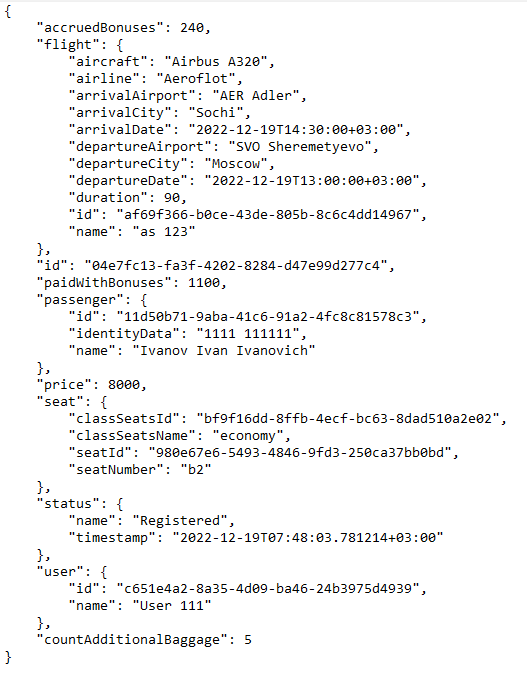 {
    "accruedBonuses": 240,
    "flight": {
        "aircraft": "Airbus A320",
        "airline": "Aeroflot",
        "arrivalAirport": "AER Adler",
        "arrivalCity": "Sochi",
        "arrivalDate": "2022-12-19T14:30:00+03:00",
        "departureAirport": "SVO Sheremetyevo",
        "departureCity": "Moscow",
        "departureDate": "2022-12-19T13:00:00+03:00",
        "duration": 90,
        "id": "af69f366-b0ce-43de-805b-8c6c4dd14967",
        "name": "as 123"
    },
    "id": "04e7fc13-fa3f-4202-8284-d47e99d277c4",
    "paidWithBonuses": 1100,
    "passenger": {
        "id": "11d50b71-9aba-41c6-91a2-4fc8c81578c3",
        "identityData": "1111 111111",
        "name": "Ivanov Ivan Ivanovich"
    },
    "price": 8000,
    "seat": {
        "classSeatsId": "bf9f16dd-8ffb-4ecf-bc63-8dad510a2e02",
        "classSeatsName": "economy",
        "seatId": "980e67e6-5493-4846-9fd3-250ca37bb0bd",
        "seatNumber": "b2"
    },
    "status": {
        "name": "Registered",
        "timestamp": "2022-12-19T07:48:03.781214+03:00"
    },
    "user": {
        "id": "c651e4a2-8a35-4d09-ba46-24b3975d4939",
        "name": "User 111"
    },
    "countAdditionalBaggage": 5
}